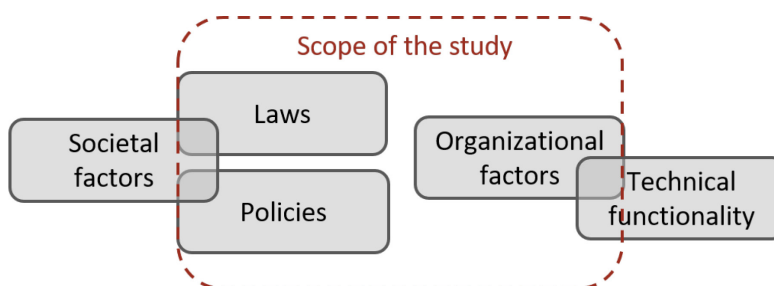 Scope of the study
Laws
Societal
factors
Policies
Organizational
factors
Technical
functionality